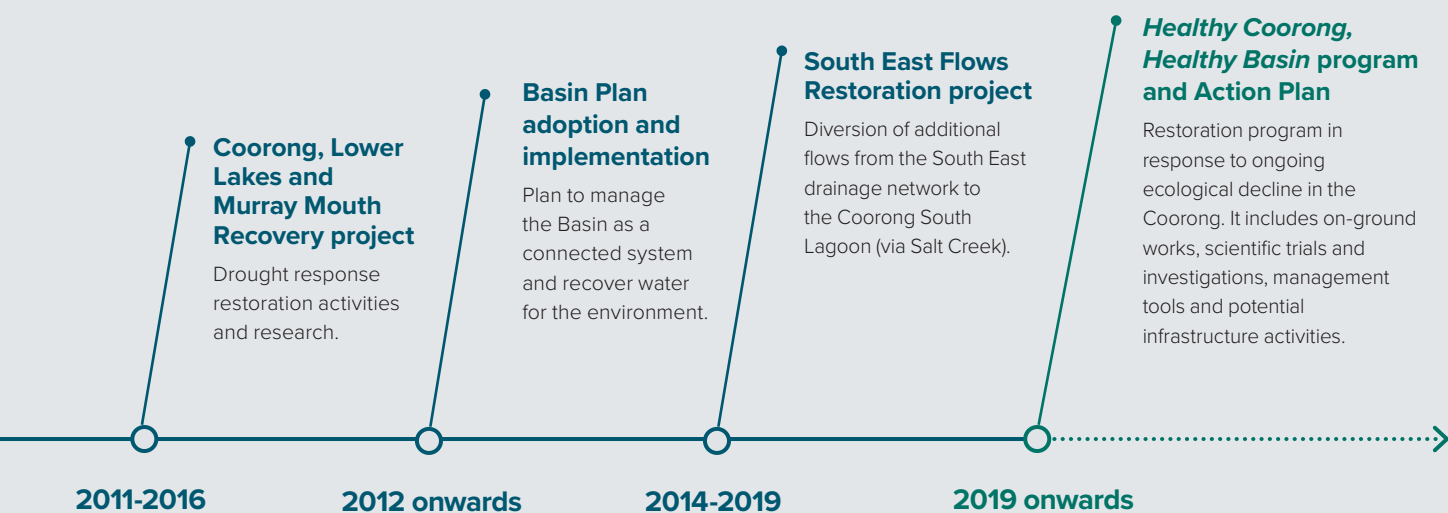 Coorong, Lower
Lakes and
Murray Mouth
Recovery project
Drought response
restoration activities
and research.
2011-2016
Basin Plan
adoption and
implementation
Plan to manage
the Basin as a
connected system
and recover water
for the environment.
2012 onwards
South East Flows
Restoration project
Diversion of additional
flows from the South East
drainage network to
the Coorong South
Lagoon (via Salt Creek).
2014-2019
Healthy Coorong,
Healthy Basin program
and Action Plan
Restoration program in
response to ongoing
ecological decline in the
Coorong. It includes on-ground
works, scientific trials and
investigations, management
tools and potential
infrastructure activities.
2019 onwards